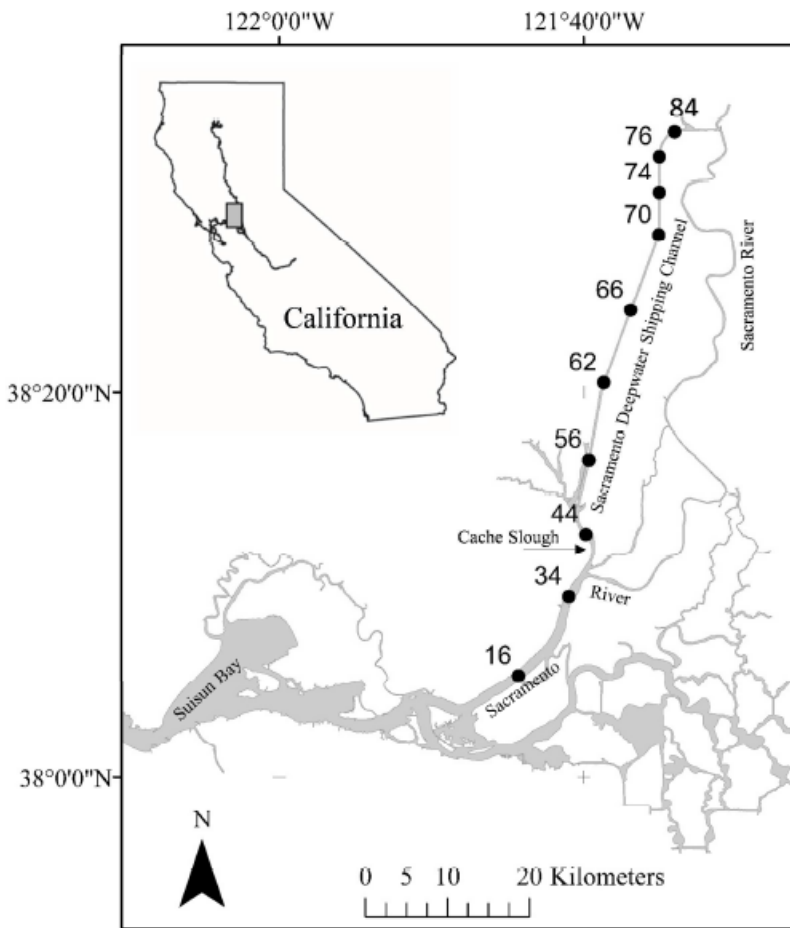 122°0'0"W
121°40'0"W
84
76
74
70
Sacramento River
66
California
Sacramento Deepwater Shipping Channel
62
38°20'0"N
56
44
Cache Slough
34
River
16
Sacramento
Suisun Bay
38°0'0"N
N
0 5 10 20 Kilometers